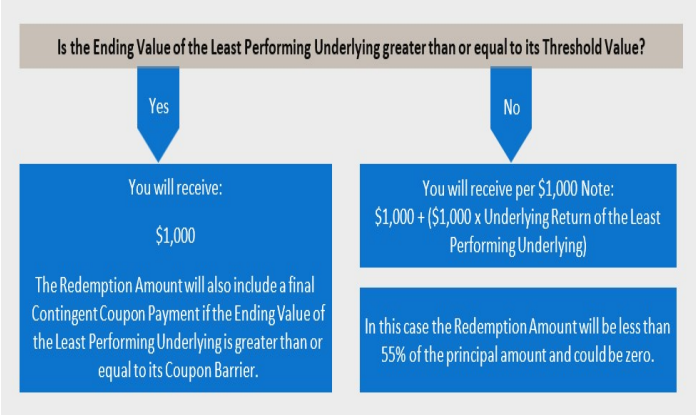 Is the Ending Value of the Least Performing Underlying greater than or equal to its Threshold Value?
Yes
No
You will receive:
$1,000
The Redemption Amount will also include a final
Contingent Coupon Payment if the Ending Value of
the Least Performing Underlying is greater than or
equal to its Coupon Barrier.
You will receive per $1,000 Note:
$1,000 + ($1,000 x Underlying Return of the Least
Performing Underlying)
In this case the Redemption Amount will be less than
55% of the principal amount and could be zero.